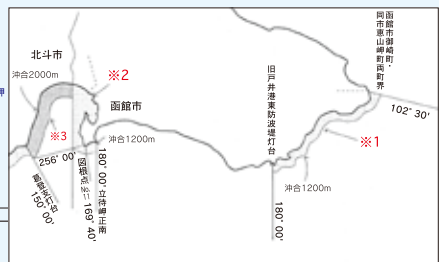 北斗市
沖合2000m
※2
函館市
※3
沖合1200m
256° 00′
葛登支灯台
150° 00′
図根点
169° 40′
180° 00′ 立待岬正南
旧戸井港東防波堤灯台
180° 00′
沖合1200m
※1
函館市御崎町・
同市恵山岬町両町界
102° 30′
岬